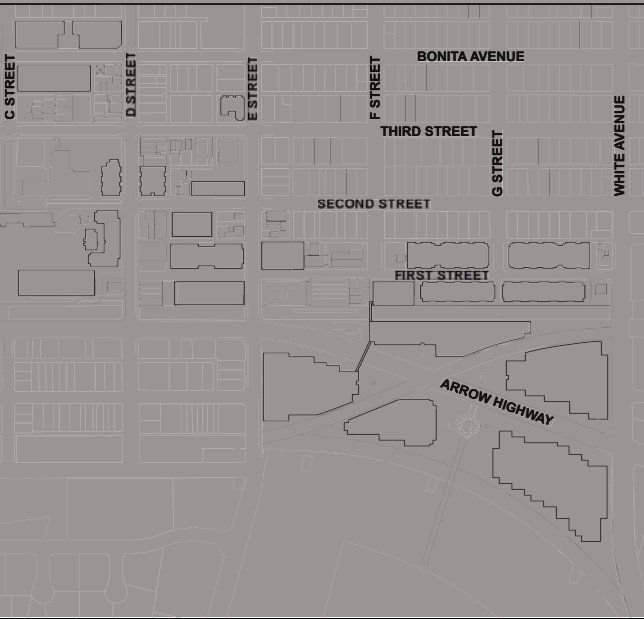 BONITA AVENUE
C STREET
D STREET
E STREET
F STREET
THIRD STREET
G STREET
WHITE AVENUE
SECOND STREET
FIRST STREET
ARROW HIGHWAY